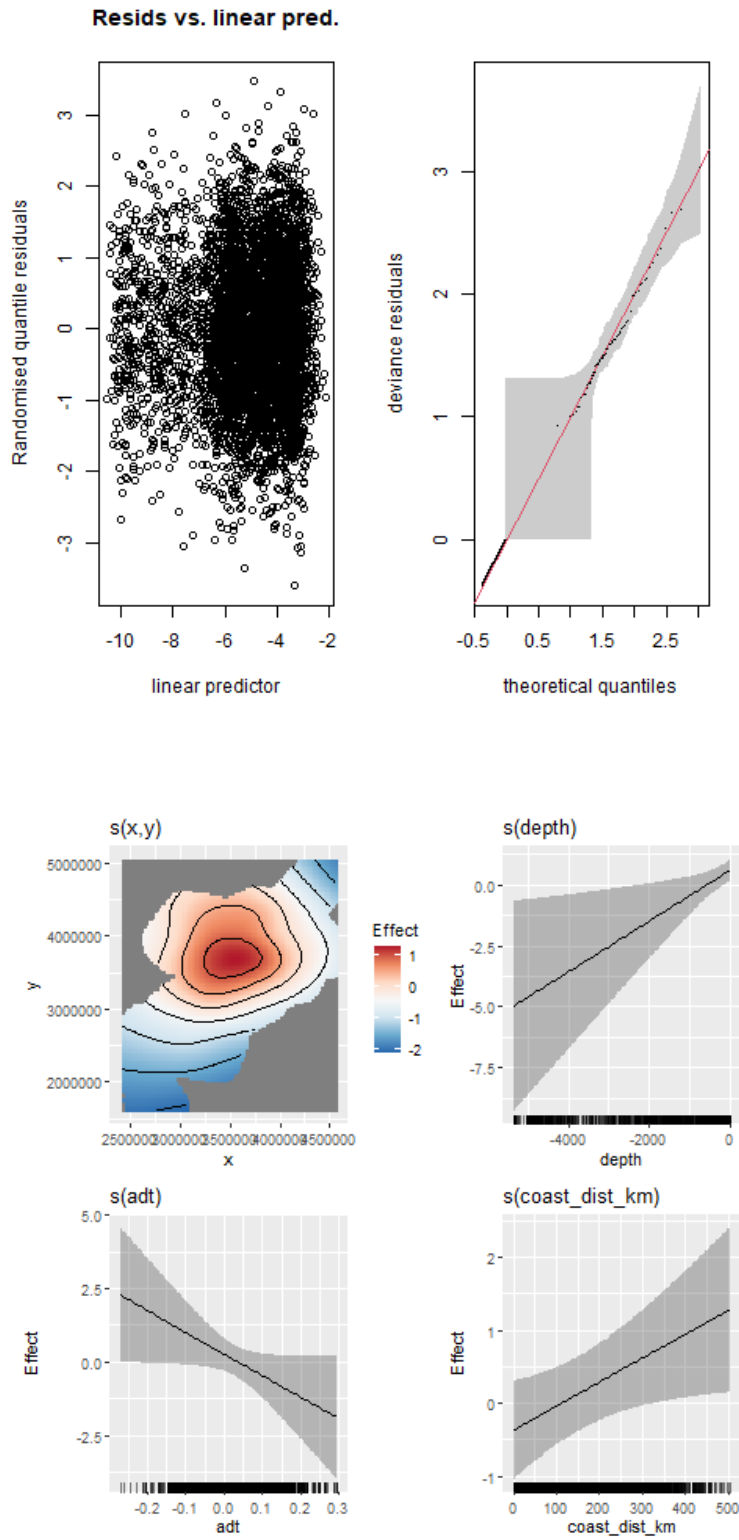 Resids vs. linear pred.
Randomised quantile residuals
3
2
1
0
-1
-2
-3
-10 -8 -6 -4 -2
linear predictor
deviance residuals
3
2
1
0
-0.5 0.5 1.5 2.5
theoretical quantiles
s(x,y)
y
5000000
4000000
3000000
2000000
2500000 3000000 3500000 4000000 4500000
x
Effect
1
0
-1
-2
s(depth)
Effect
0.0
-2.5
-5.0
-7.5
-4000 -2000 0
depth
s(adt)
Effect
5.0
2.5
0.0
-2.5
-0.2 -0.1 0.0 0.1 0.2 0.3
adt
s(coast_dist_km)
Effect
2
1
0
-1
0 100 200 300 400 500
coast_dist_km